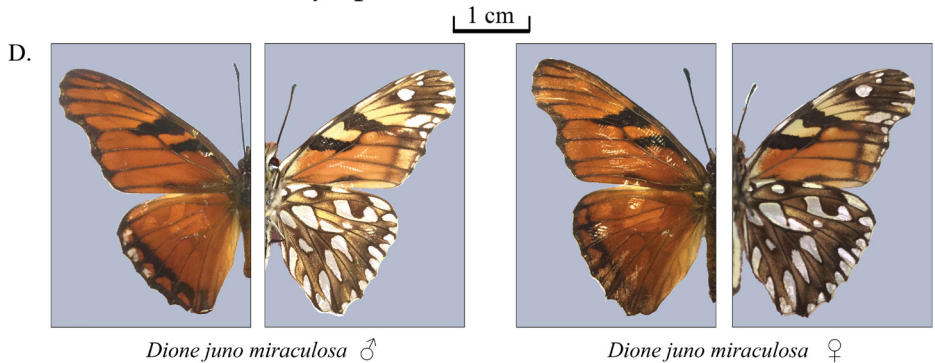 1 cm
D.
Dione juno miraculosa ♂
Dione juno miraculosa ♀